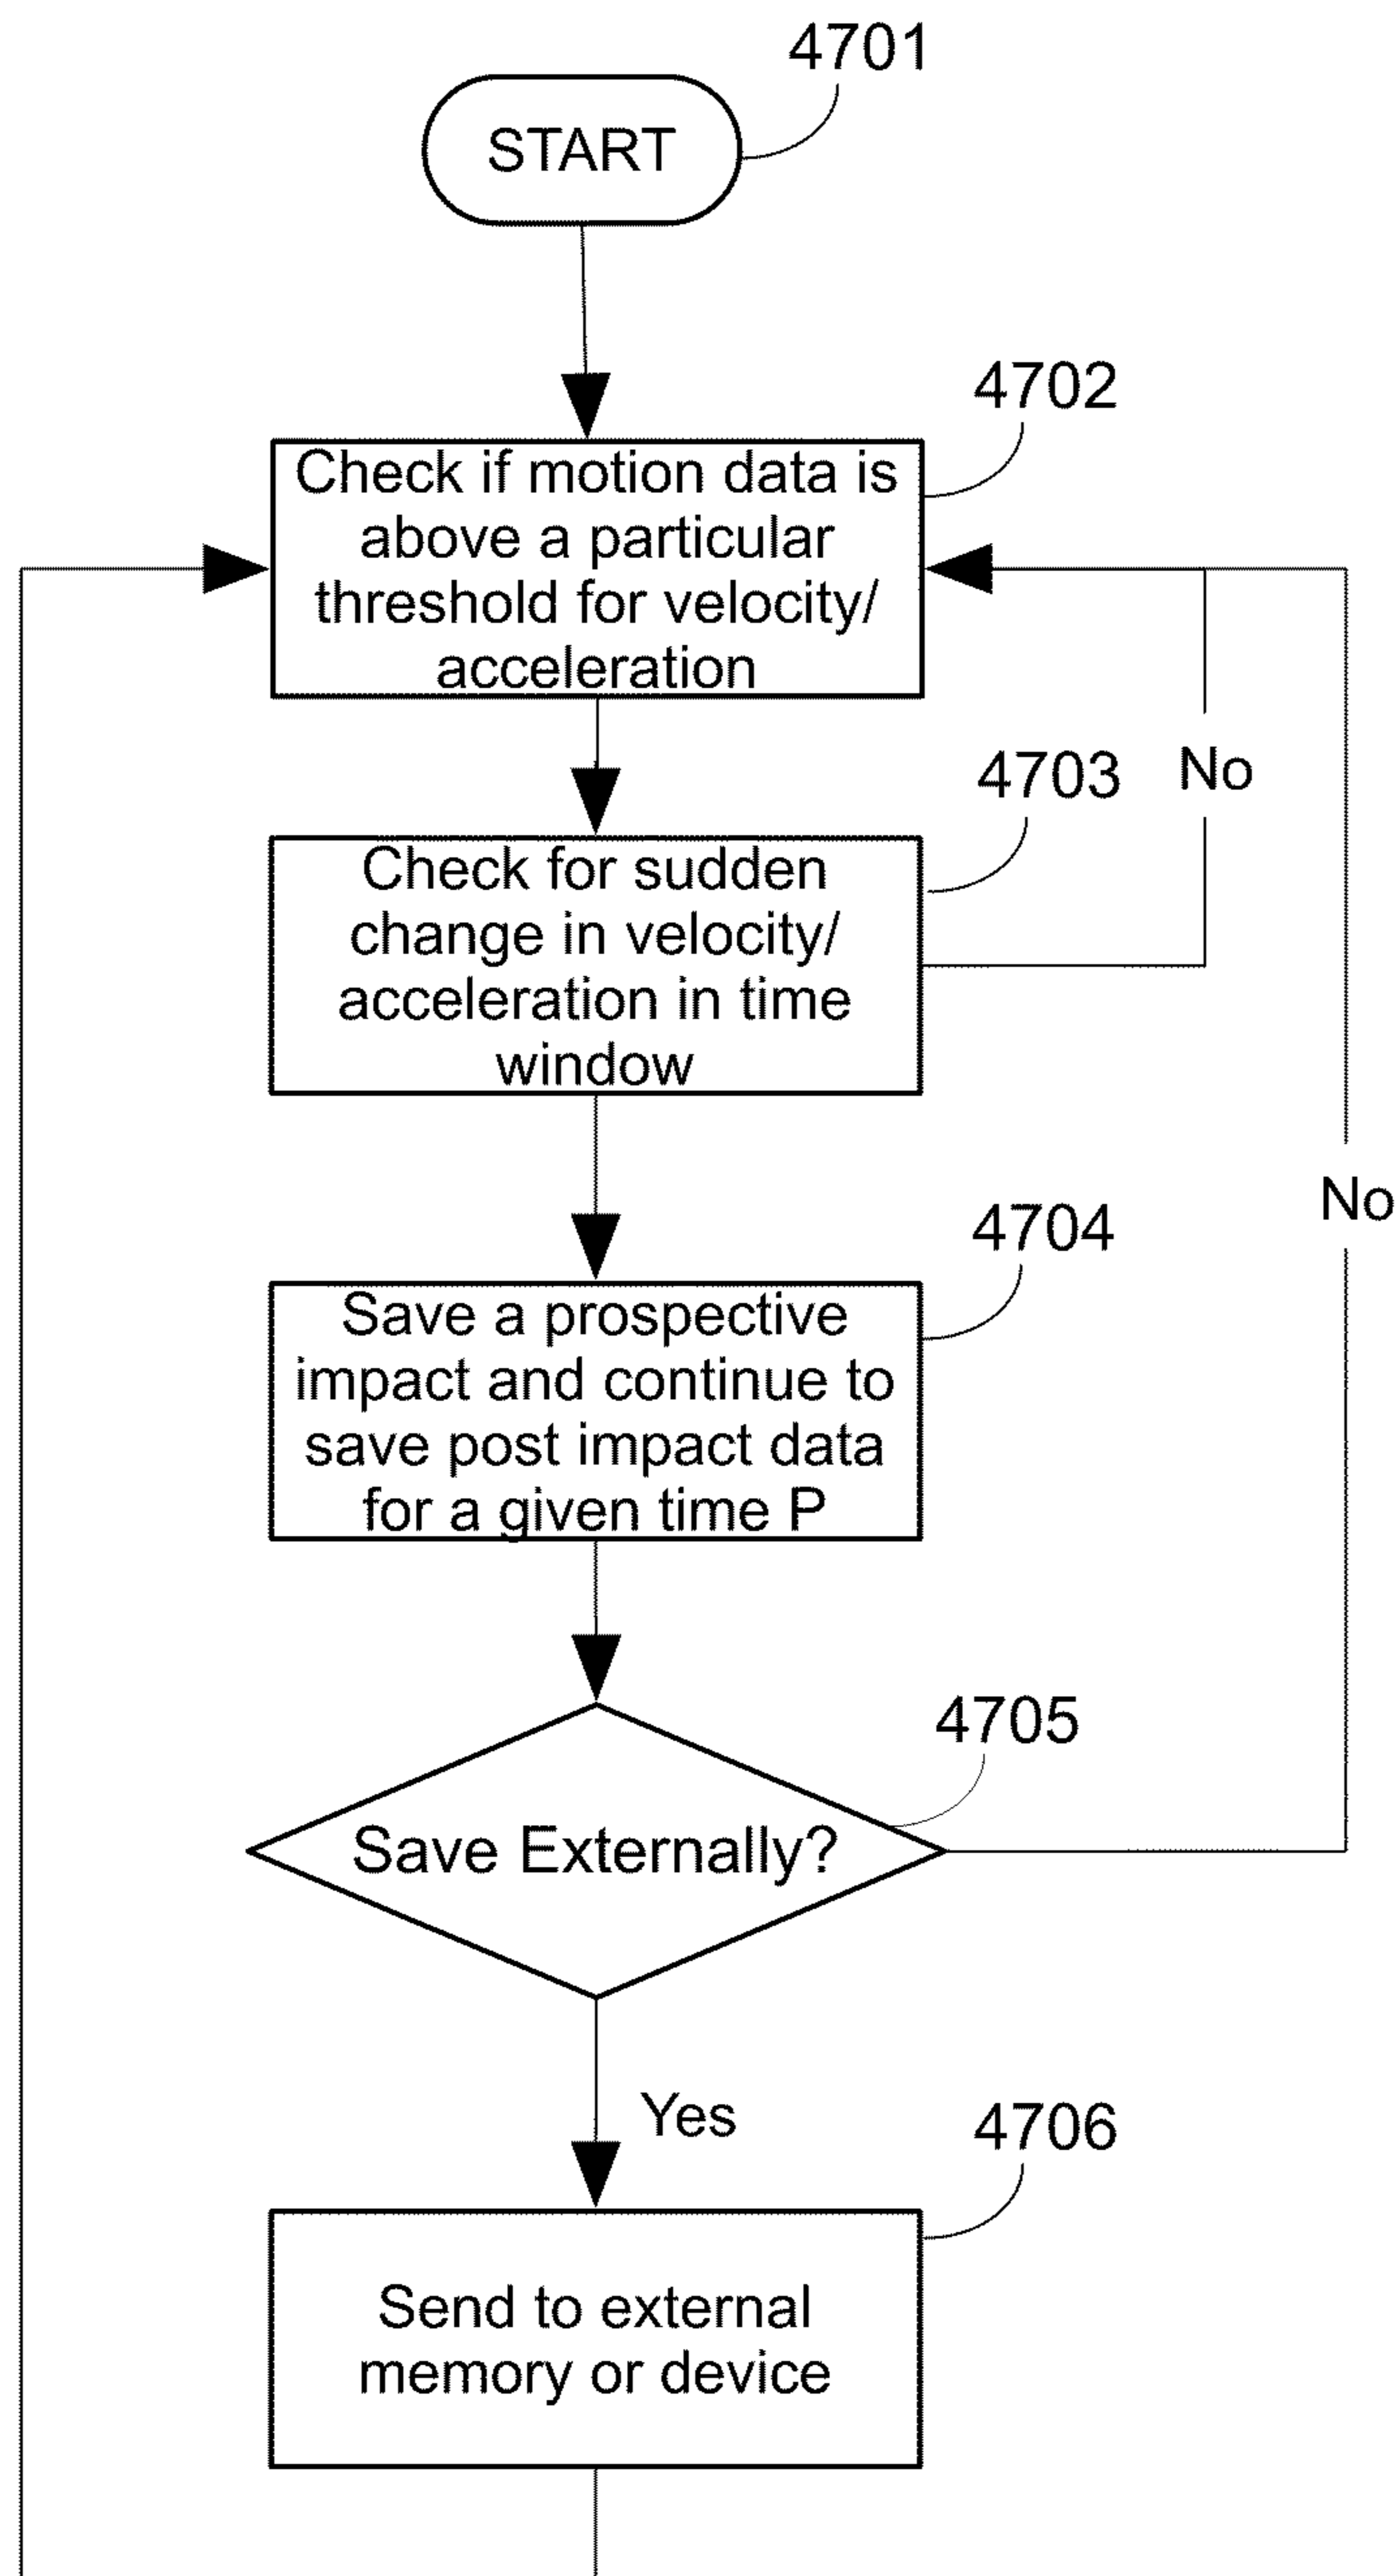 4701
START
4702
Check if motion data is
above a particular
threshold for velocity/
acceleration
No
4703
Check for sudden
change in velocity/
acceleration in time
window
No
4704
Save a prospective
impact and continue to
save post impact data
for a given time P
4705
Save Externally?
Yes
4706
Send to external
memory or device